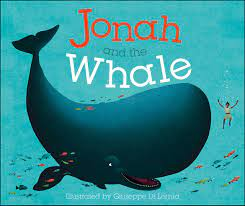 Jonah
and the
Whale
Illustrated by Giuseppe Di Lernia